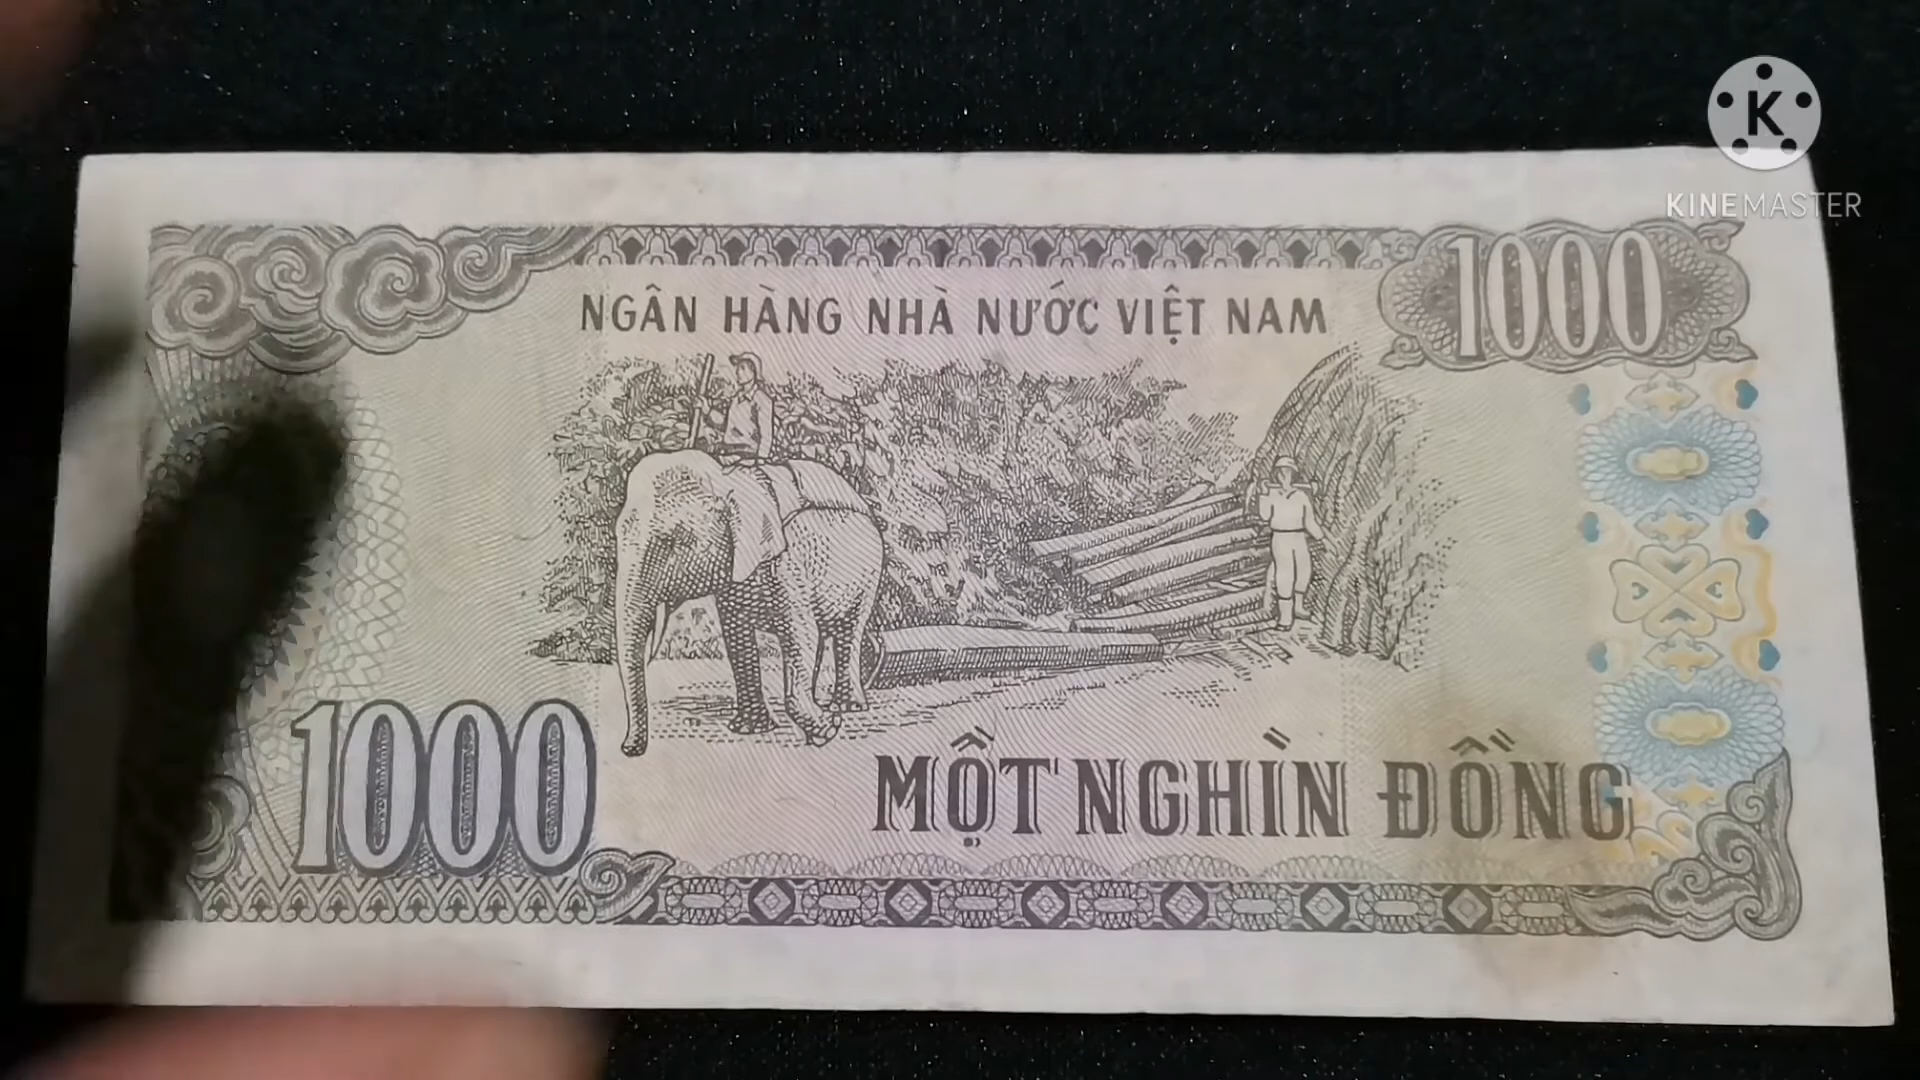 K
KINEMASTER
1000
NGÂN HÀNG NHÀ NƯỚC VIỆT NAM
1000
MỘT NGHÌN ĐỒNG